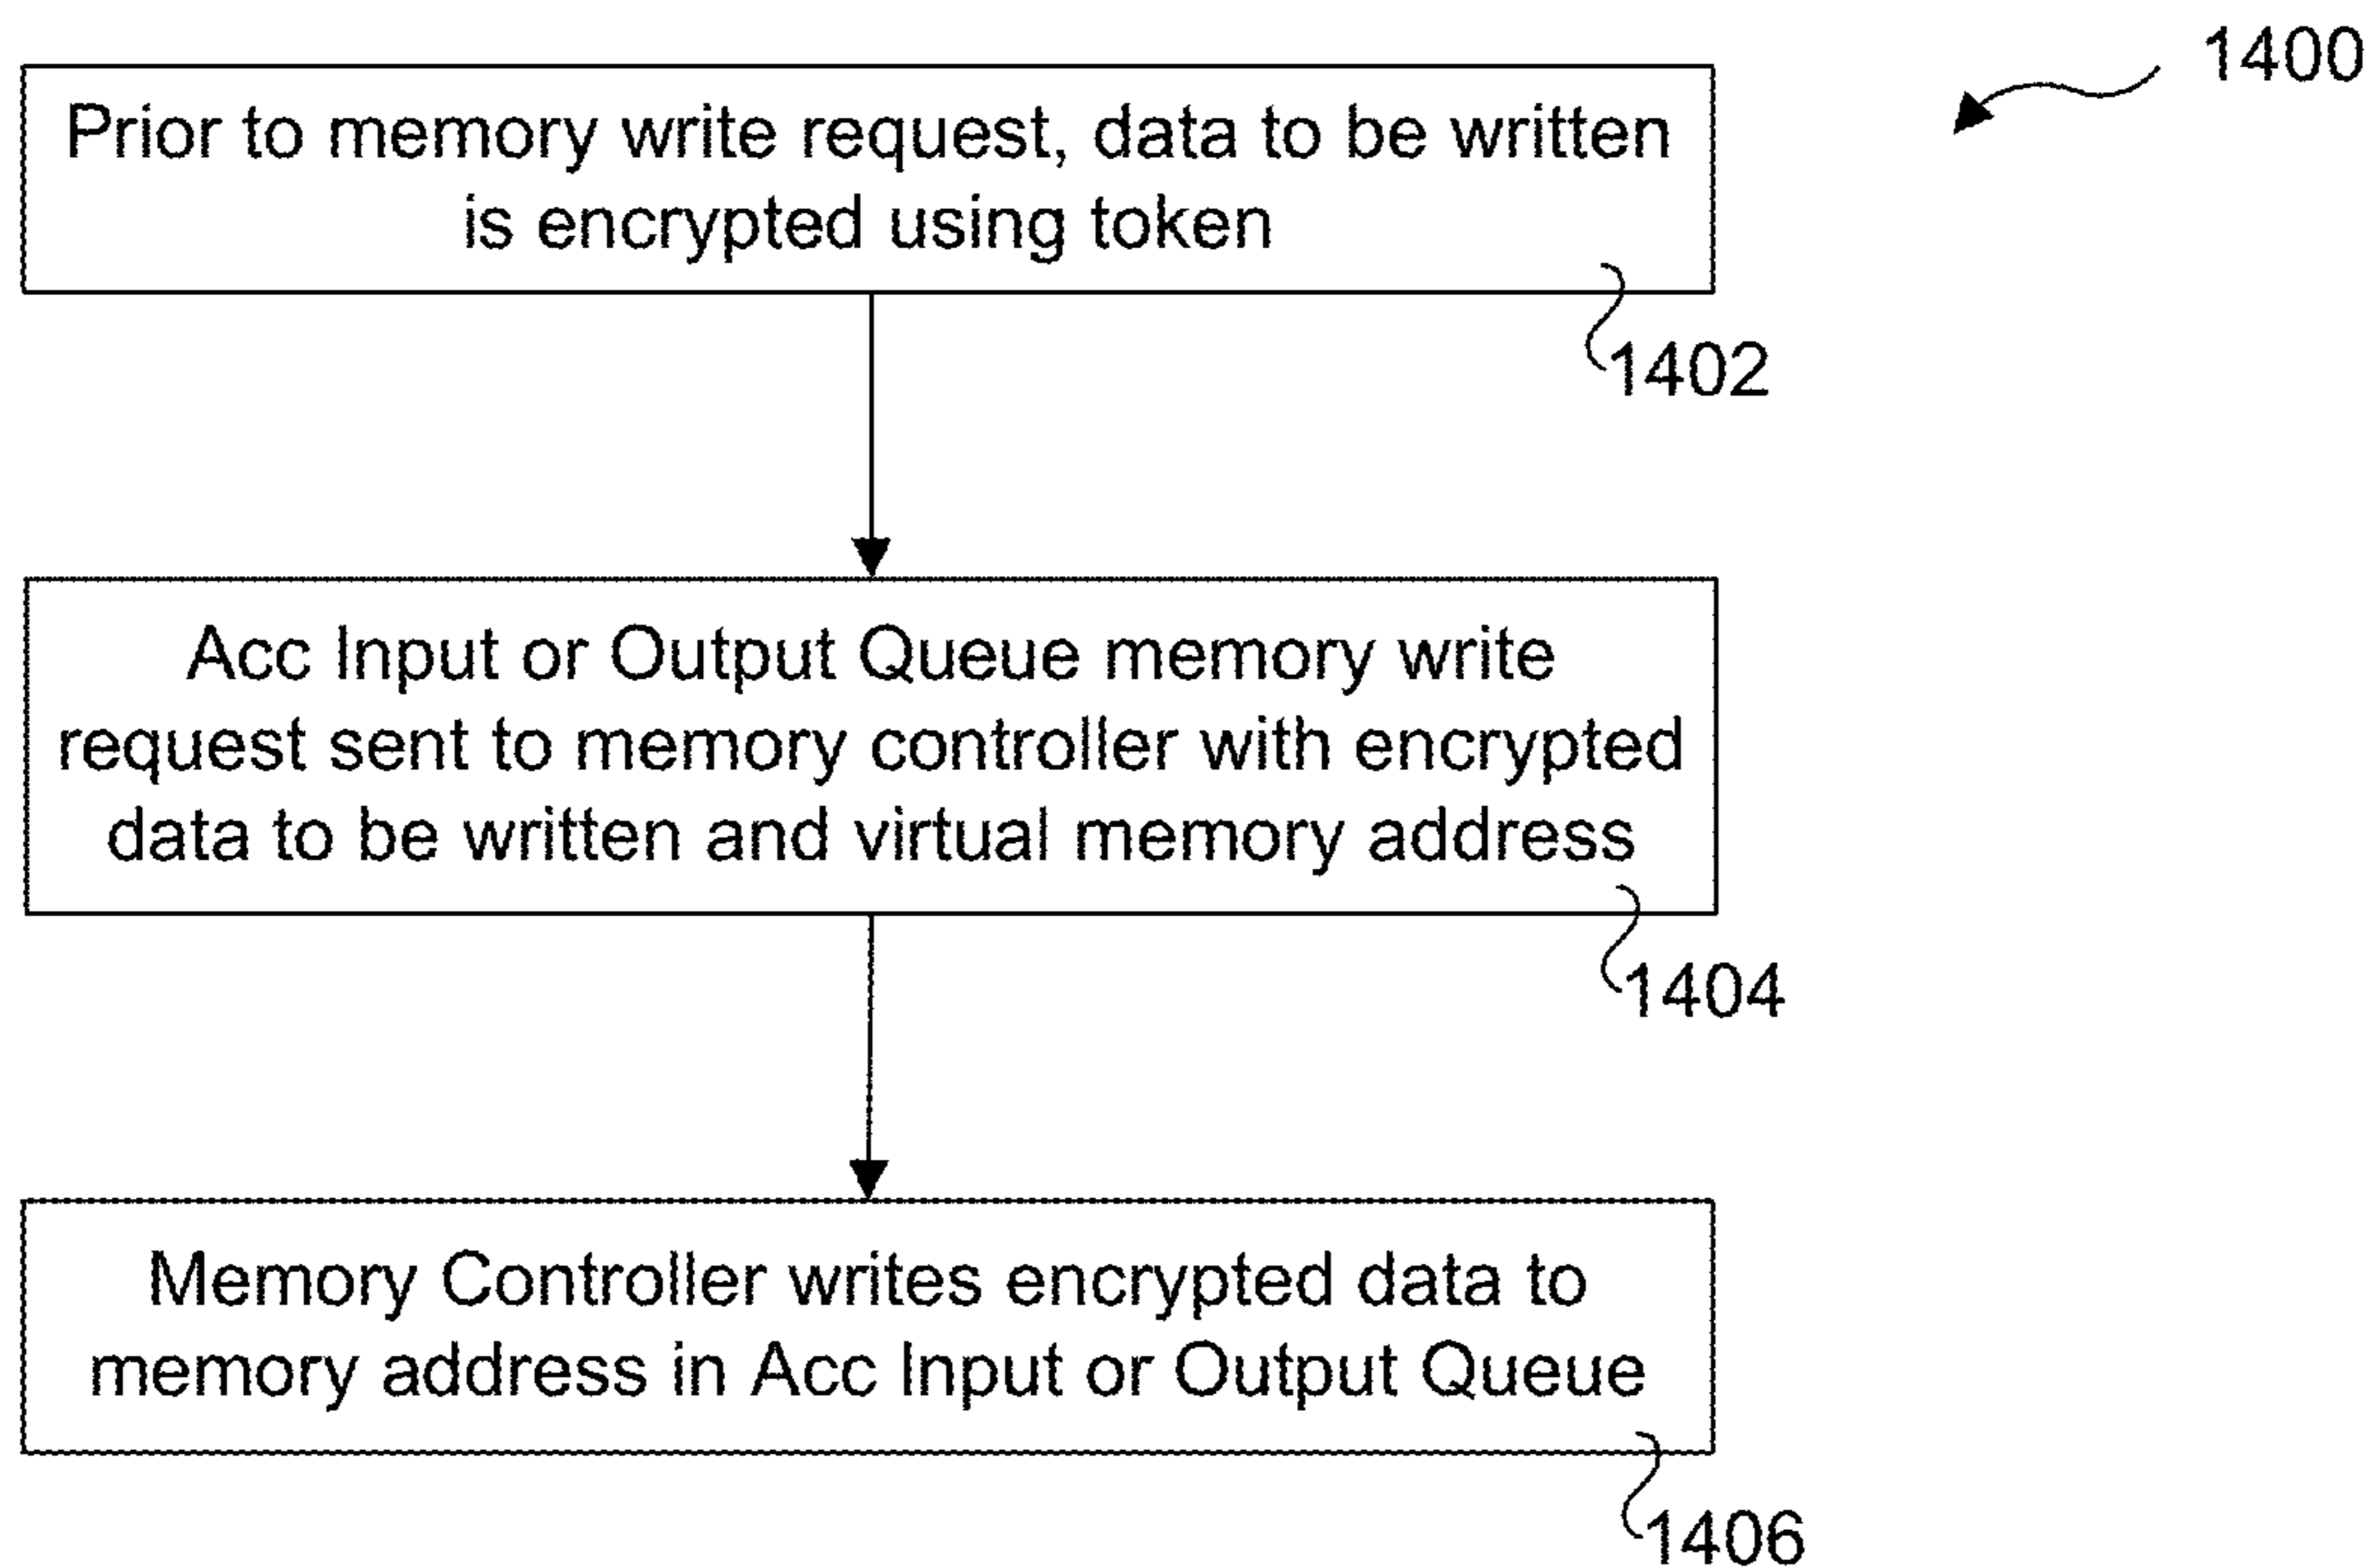 1400
Prior to memory write request, data to be written
is encrypted using token
1402
Acc Input or Output Queue memory write
request sent to memory controller with encrypted
data to be written and virtual memory address
1404
Memory Controller writes encrypted data to
memory address in Acc Input or Output Queue
1406